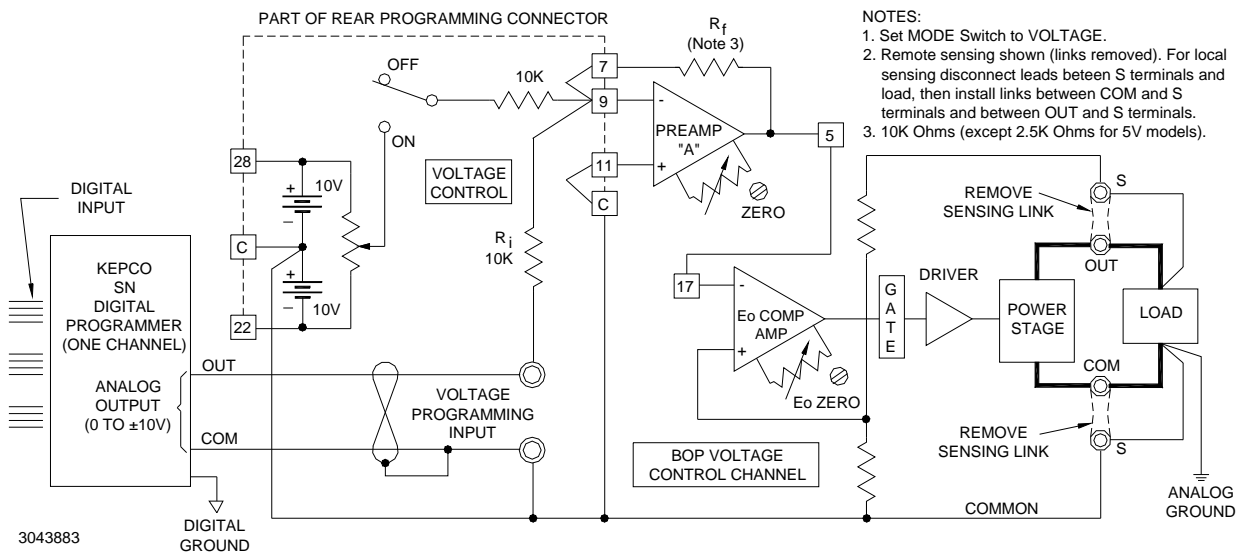 PART OF REAR PROGRAMMING CONNECTOR
OFF
ON
10K
VOLTAGE
CONTROL
28
10V
+
–
C
+
–
10V
22
R i
10K
7
9
11
C
R f
(Note 3)
-
+
PREAMP
"A"
ZERO
5
17
-
+
Eo COMP
AMP
Eo ZERO
NOTES:
1. Set MODE Switch to VOLTAGE.
2. Remote sensing shown (links removed). For local
sensing disconnect leads beteen S terminals and
load, then install links between COM and S
terminals and between OUT and S terminals.
3. 10K Ohms (except 2.5K Ohms for 5V models).
DIGITAL
INPUT
KEPCO
SN
DIGITAL
PROGRAMMER
(ONE CHANNEL)
ANALOG
OUTPUT
(0 TO ±10V)
OUT
COM
VOLTAGE
PROGRAMMING
INPUT
DIGITAL
GROUND
GATE
DRIVER
POWER
STAGE
REMOVE
SENSING LINK
S
OUT
LOAD
COM
REMOVE
SENSING LINK
S
BOP VOLTAGE
CONTROL CHANNEL
COMMON
ANALOG
GROUND
3043883